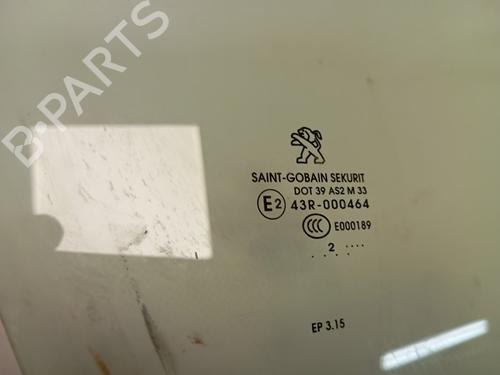 B-PARTS
SAINT-GOBAIN SEKURIT
DOT 39 AS2 M 33
E2 43R-000464
CCC E000189
.. 2 ....
EP 3.15